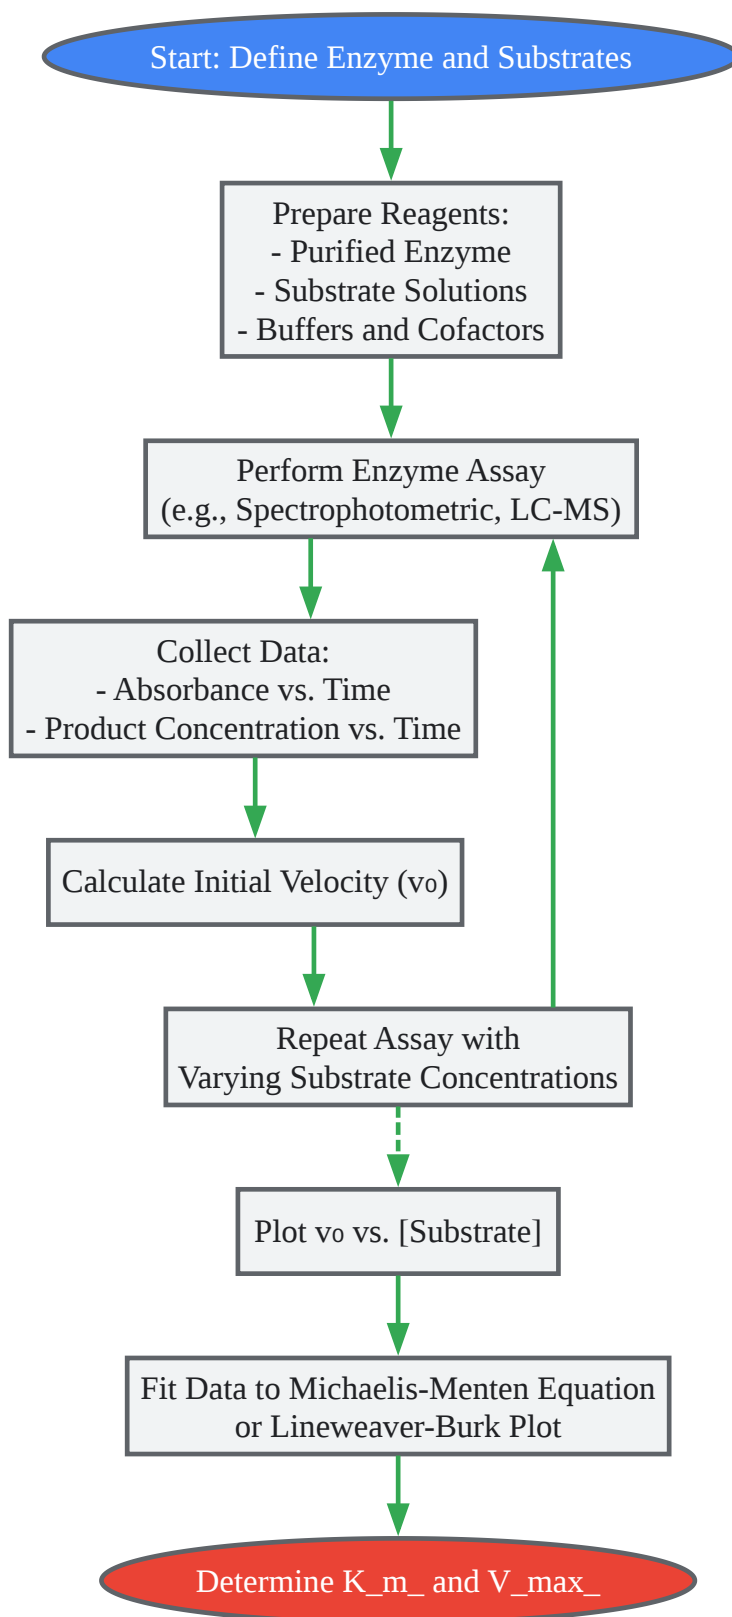 Start: Define Enzyme and Substrates
Prepare Reagents:
- Purified Enzyme
- Substrate Solutions
- Buffers and Cofactors
Perform Enzyme Assay
(e.g., Spectrophotometric, LC-MS)
Collect Data:
- Absorbance vs. Time
- Product Concentration vs. Time
Calculate Initial Velocity (v₀)
Repeat Assay with
Varying Substrate Concentrations
Plot v₀ vs. [Substrate]
Fit Data to Michaelis-Menten Equation
or Lineweaver-Burk Plot
Determine K_m_ and V_max_